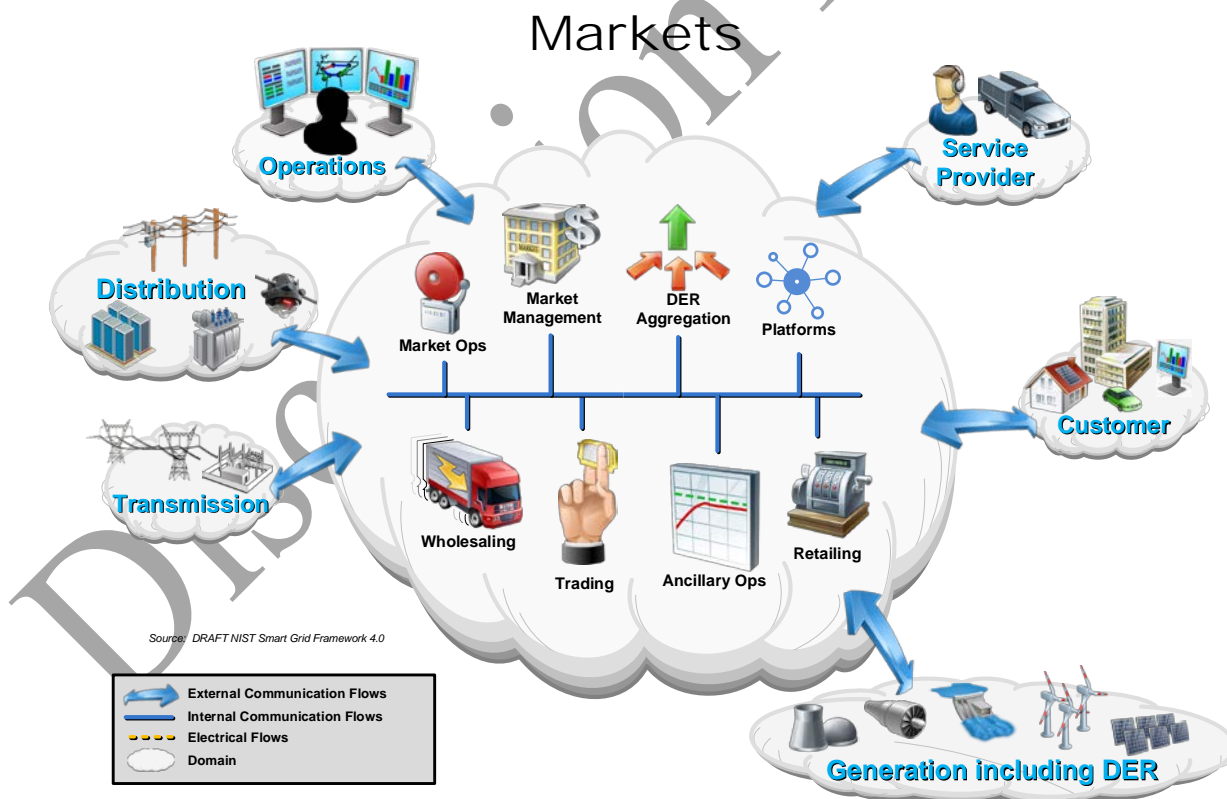 Markets
Operations
Service
Provider
Distribution
Customer
Transmission
Market Ops
MARKET
Market
Management
DER
Aggregation
Platforms
Wholesaling
Trading
Ancillary Ops
Retailing
Generation including DER
Source: DRAFT NIST Smart Grid Framework 4.0
External Communication Flows
Internal Communication Flows
Electrical Flows
Domain